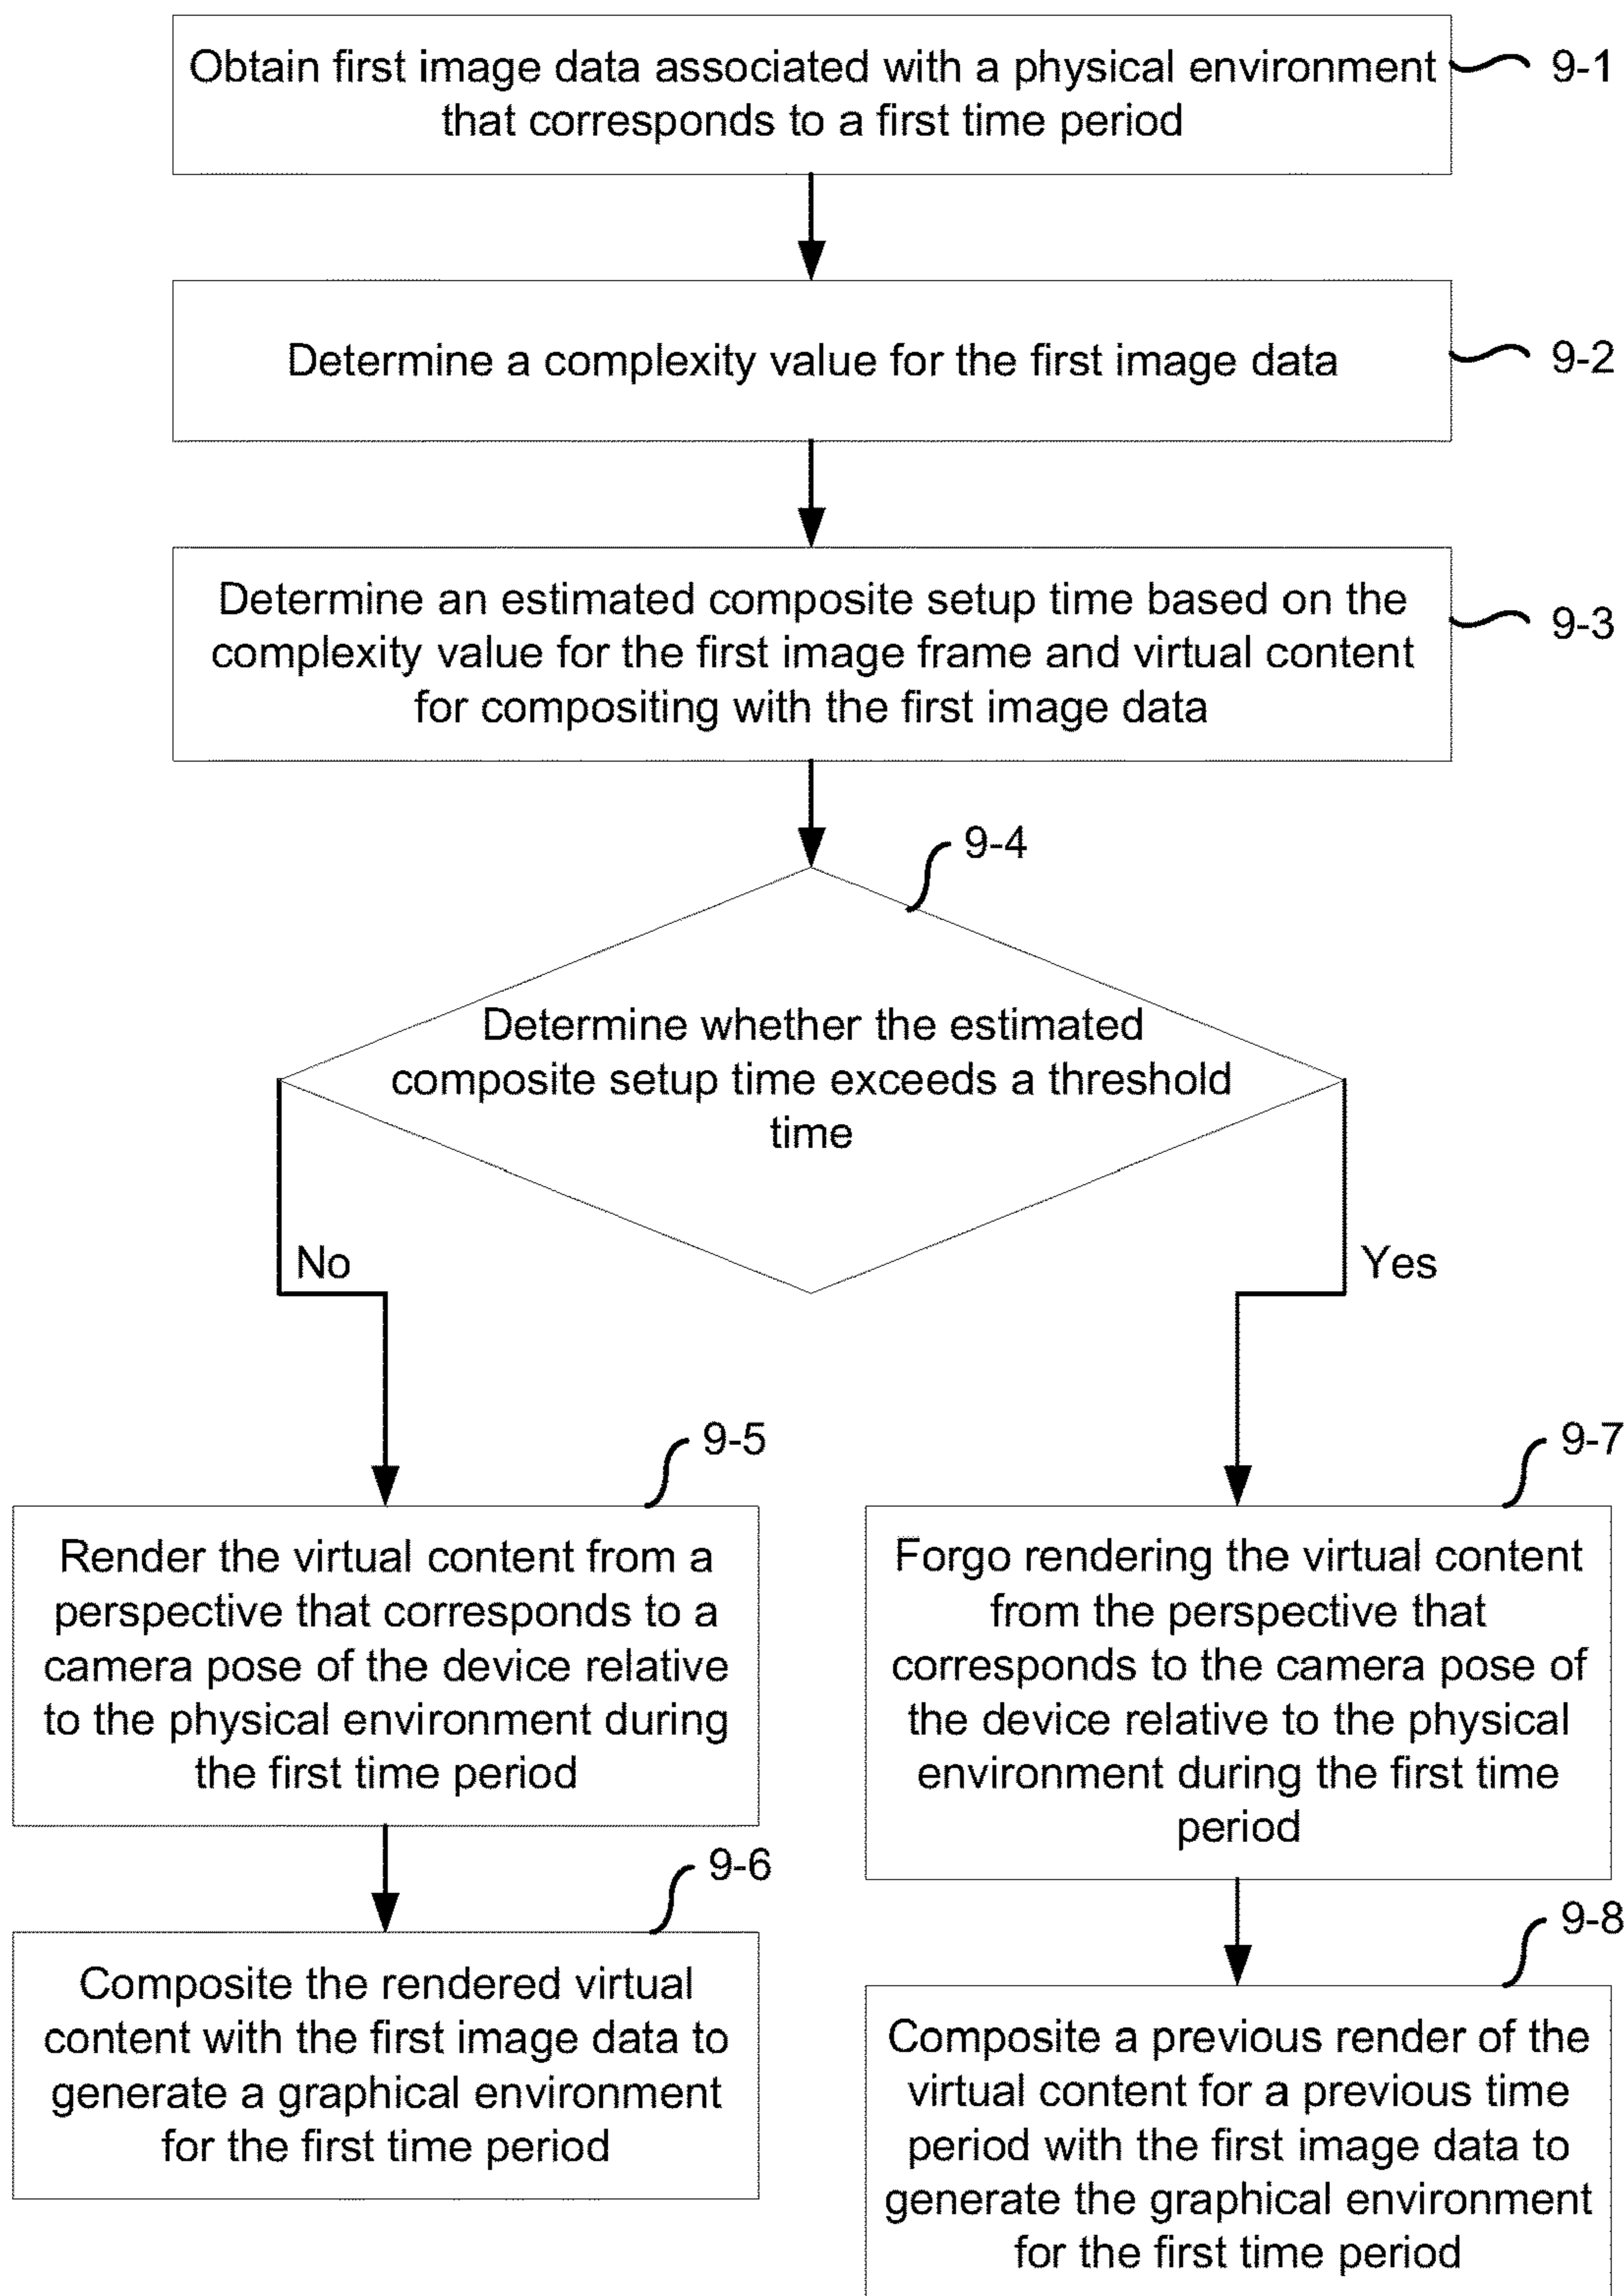 Obtain first image data associated with a physical environment
that corresponds to a first time period
9-1
Determine a complexity value for the first image data
9-2
Determine an estimated composite setup time based on the
complexity value for the first image frame and virtual content
for compositing with the first image data
9-3
9-4
Determine whether the estimated
composite setup time exceeds a threshold
time
No
Yes
9-5
Render the virtual content from a
perspective that corresponds to a
camera pose of the device relative
to the physical environment during
the first time period
9-6
Composite the rendered virtual
content with the first image data to
generate a graphical environment
for the first time period
9-7
Forgo rendering the virtual content
from the perspective that
corresponds to the camera pose of
the device relative to the physical
environment during the first time
period
9-8
Composite a previous render of the
virtual content for a previous time
period with the first image data to
generate the graphical environment
for the first time period